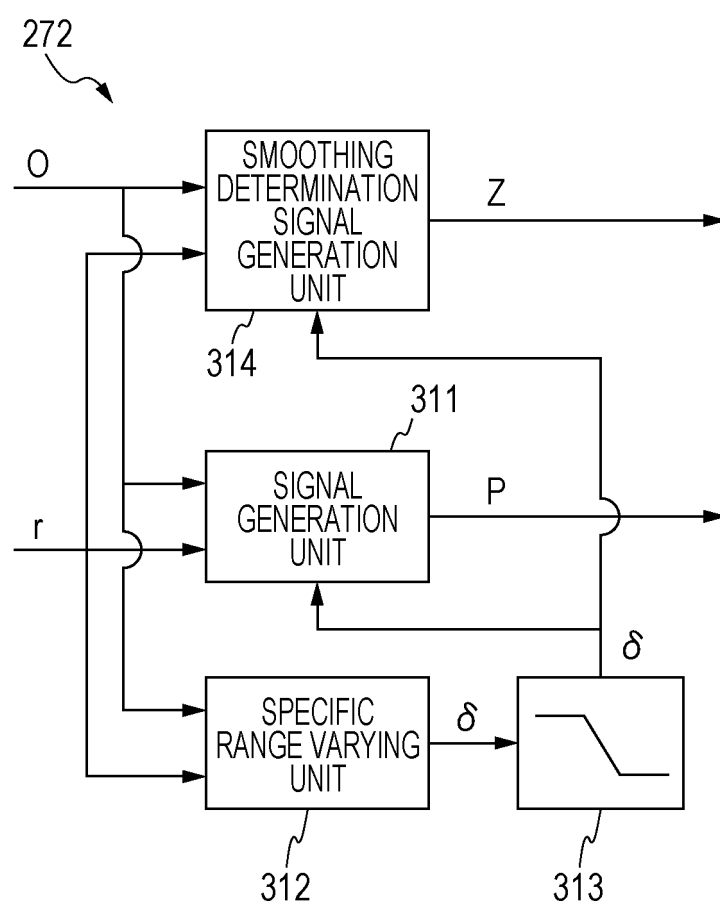 272
O
SMOOTHING
DETERMINATION
SIGNAL
GENERATION
UNIT
Z
314
311
SIGNAL
GENERATION
UNIT
P
r
δ
SPECIFIC
RANGE VARYING
UNIT
δ
312
313